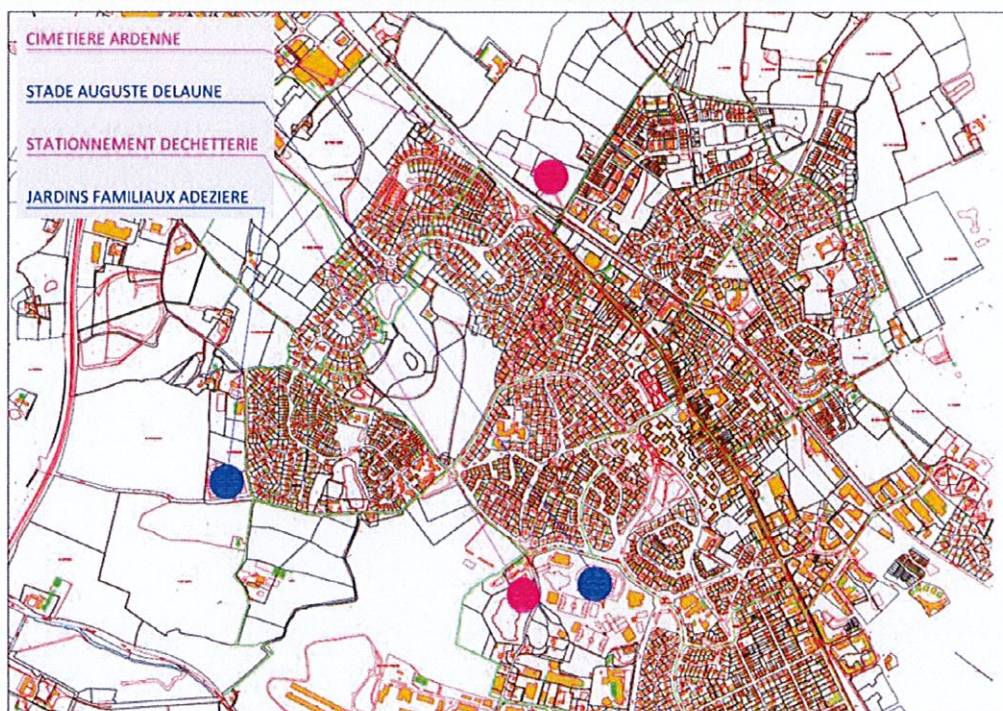 CIMETIERE ARDENNE
STADE AUGUSTE DELAUNE
STATIONNEMENT DECHETTERIE
JARDINS FAMILIAUX ADEZIERE